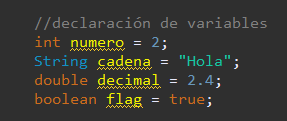 //declaración de variables
int numero = 2;
String cadena = "Hola";
double decimal = 2.4;
boolean flag = true;